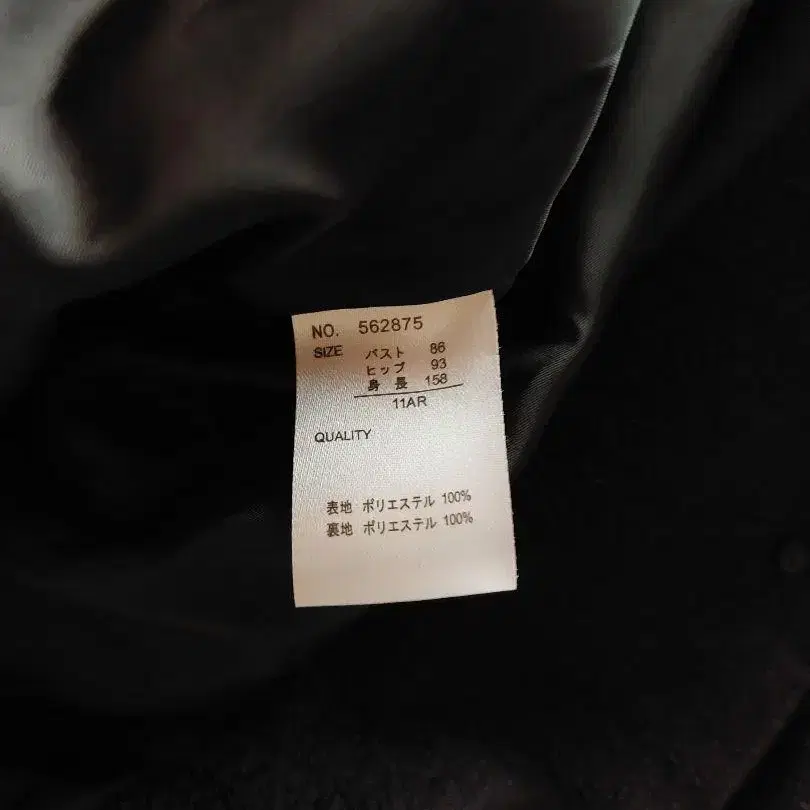 NO. 562875
SIZE バスト 86
ヒップ 93
身長 158
11AR
QUALITY
表地 ポリエステル 100%
裏地 ポリエステル 100%